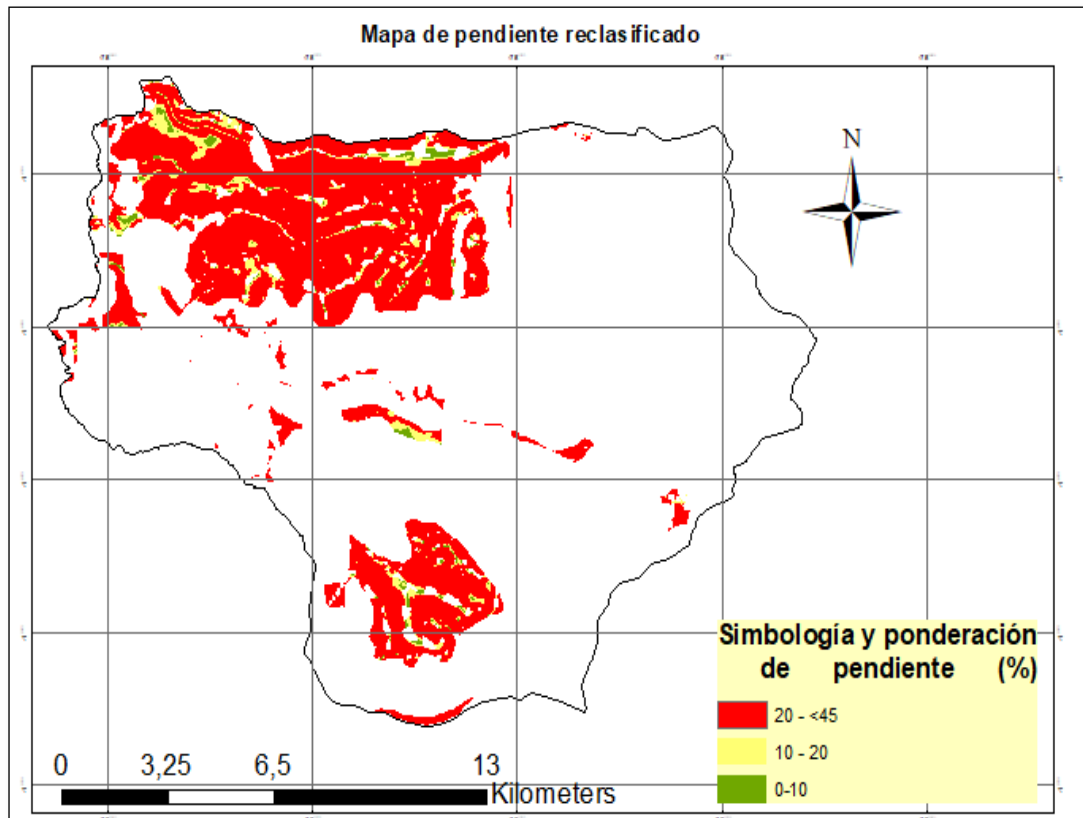 Mapa de pendiente reclasificado
N
Simbología y ponderación
de pendiente (%)
20 - <45
10 - 20
0-10
0 3,25 6,5 13
Kilometers